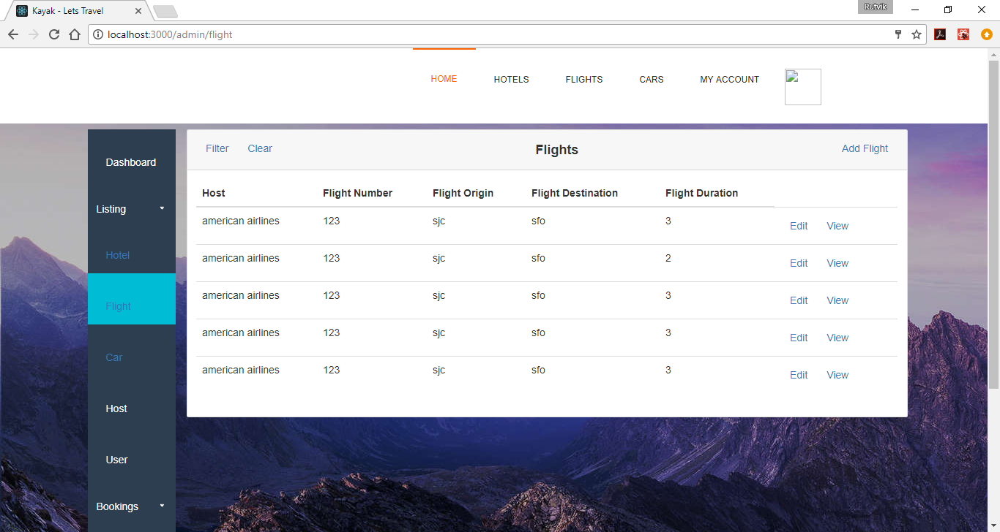 Kayak - Lets Travel
Rutvik
localhost:3000/admin/flight
HOME HOTELS FLIGHTS CARS MY ACCOUNT
Dashboard
Listing
Hotel
Flight
Car
Host
User
Bookings
Filter Clear Flights Add Flight
Host Flight Number Flight Origin Flight Destination Flight Duration
american airlines 123 sjc sfo 3 Edit View
american airlines 123 sjc sfo 2 Edit View
american airlines 123 sjc sfo 3 Edit View
american airlines 123 sjc sfo 3 Edit View
american airlines 123 sjc sfo 3 Edit View